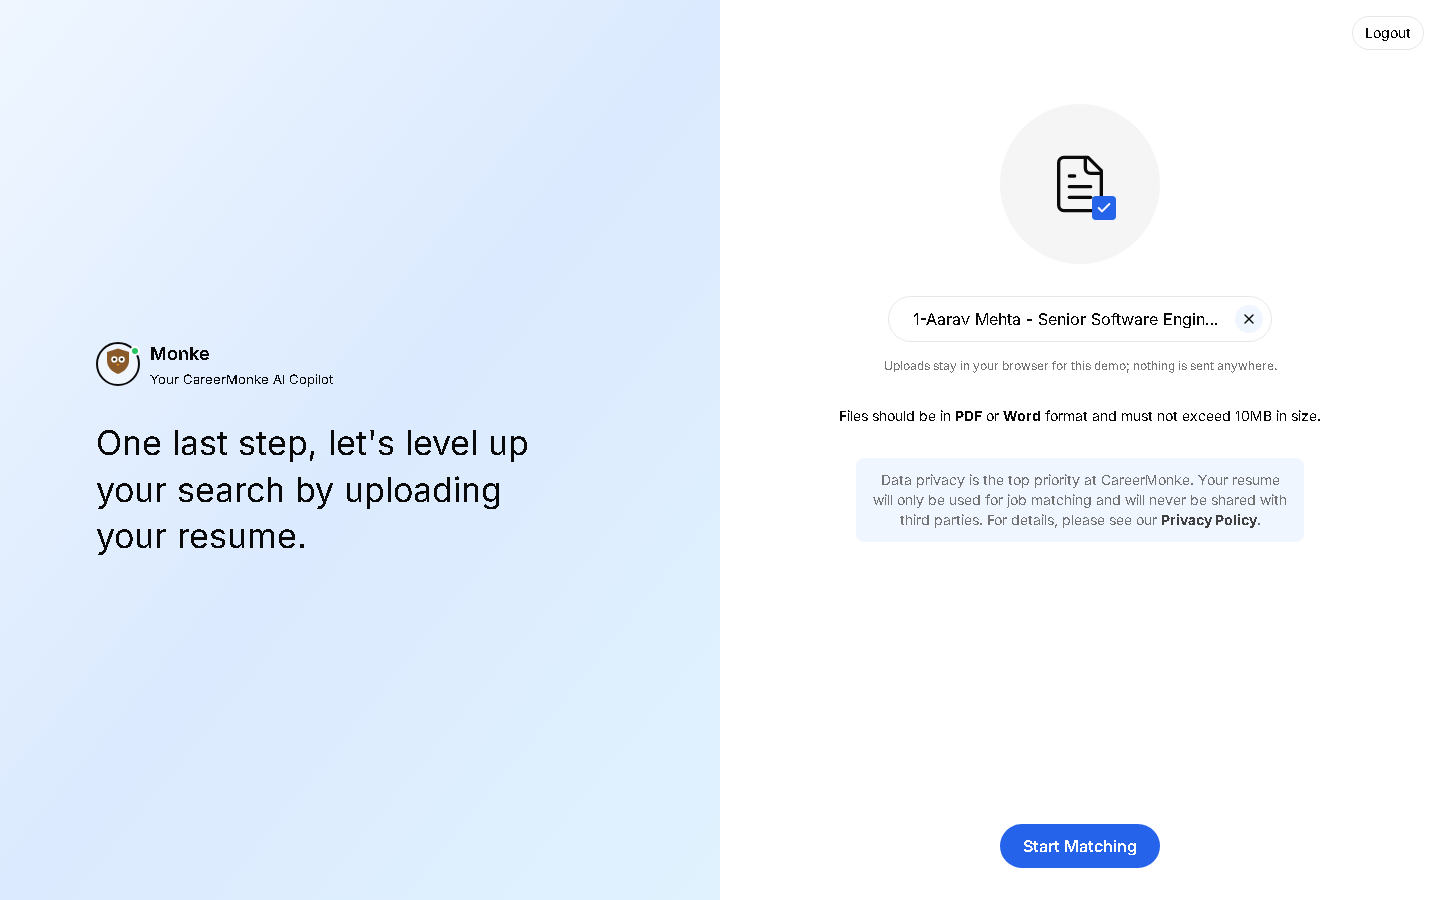 Logout
Monke
Your CareerMonke AI Copilot
One last step, let's level up
your search by uploading
your resume.
1-Aarav Mehta - Senior Software Engin...
Uploads stay in your browser for this demo; nothing is sent anywhere.
Files should be in PDF or Word format and must not exceed 10MB in size.
Data privacy is the top priority at CareerMonke. Your resume
will only be used for job matching and will never be shared with
third parties. For details, please see our Privacy Policy.
Start Matching